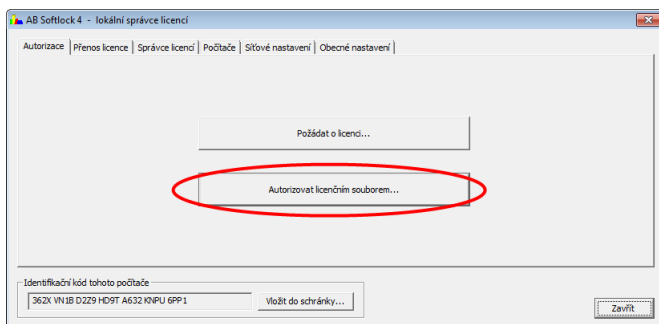 AB Softlock 4 - lokální správce licencí
Autorizace Přenos licence Správce licencí Počítače Síťové nastavení Obecné nastavení
Požádat o licenci...
Autorizovat licenčním souborem...
Identifikační kód tohoto počítače
362X VN1B D2Z9 HD9T A632 KNPU 6PP1 Vložit do schránky...
Zavřít